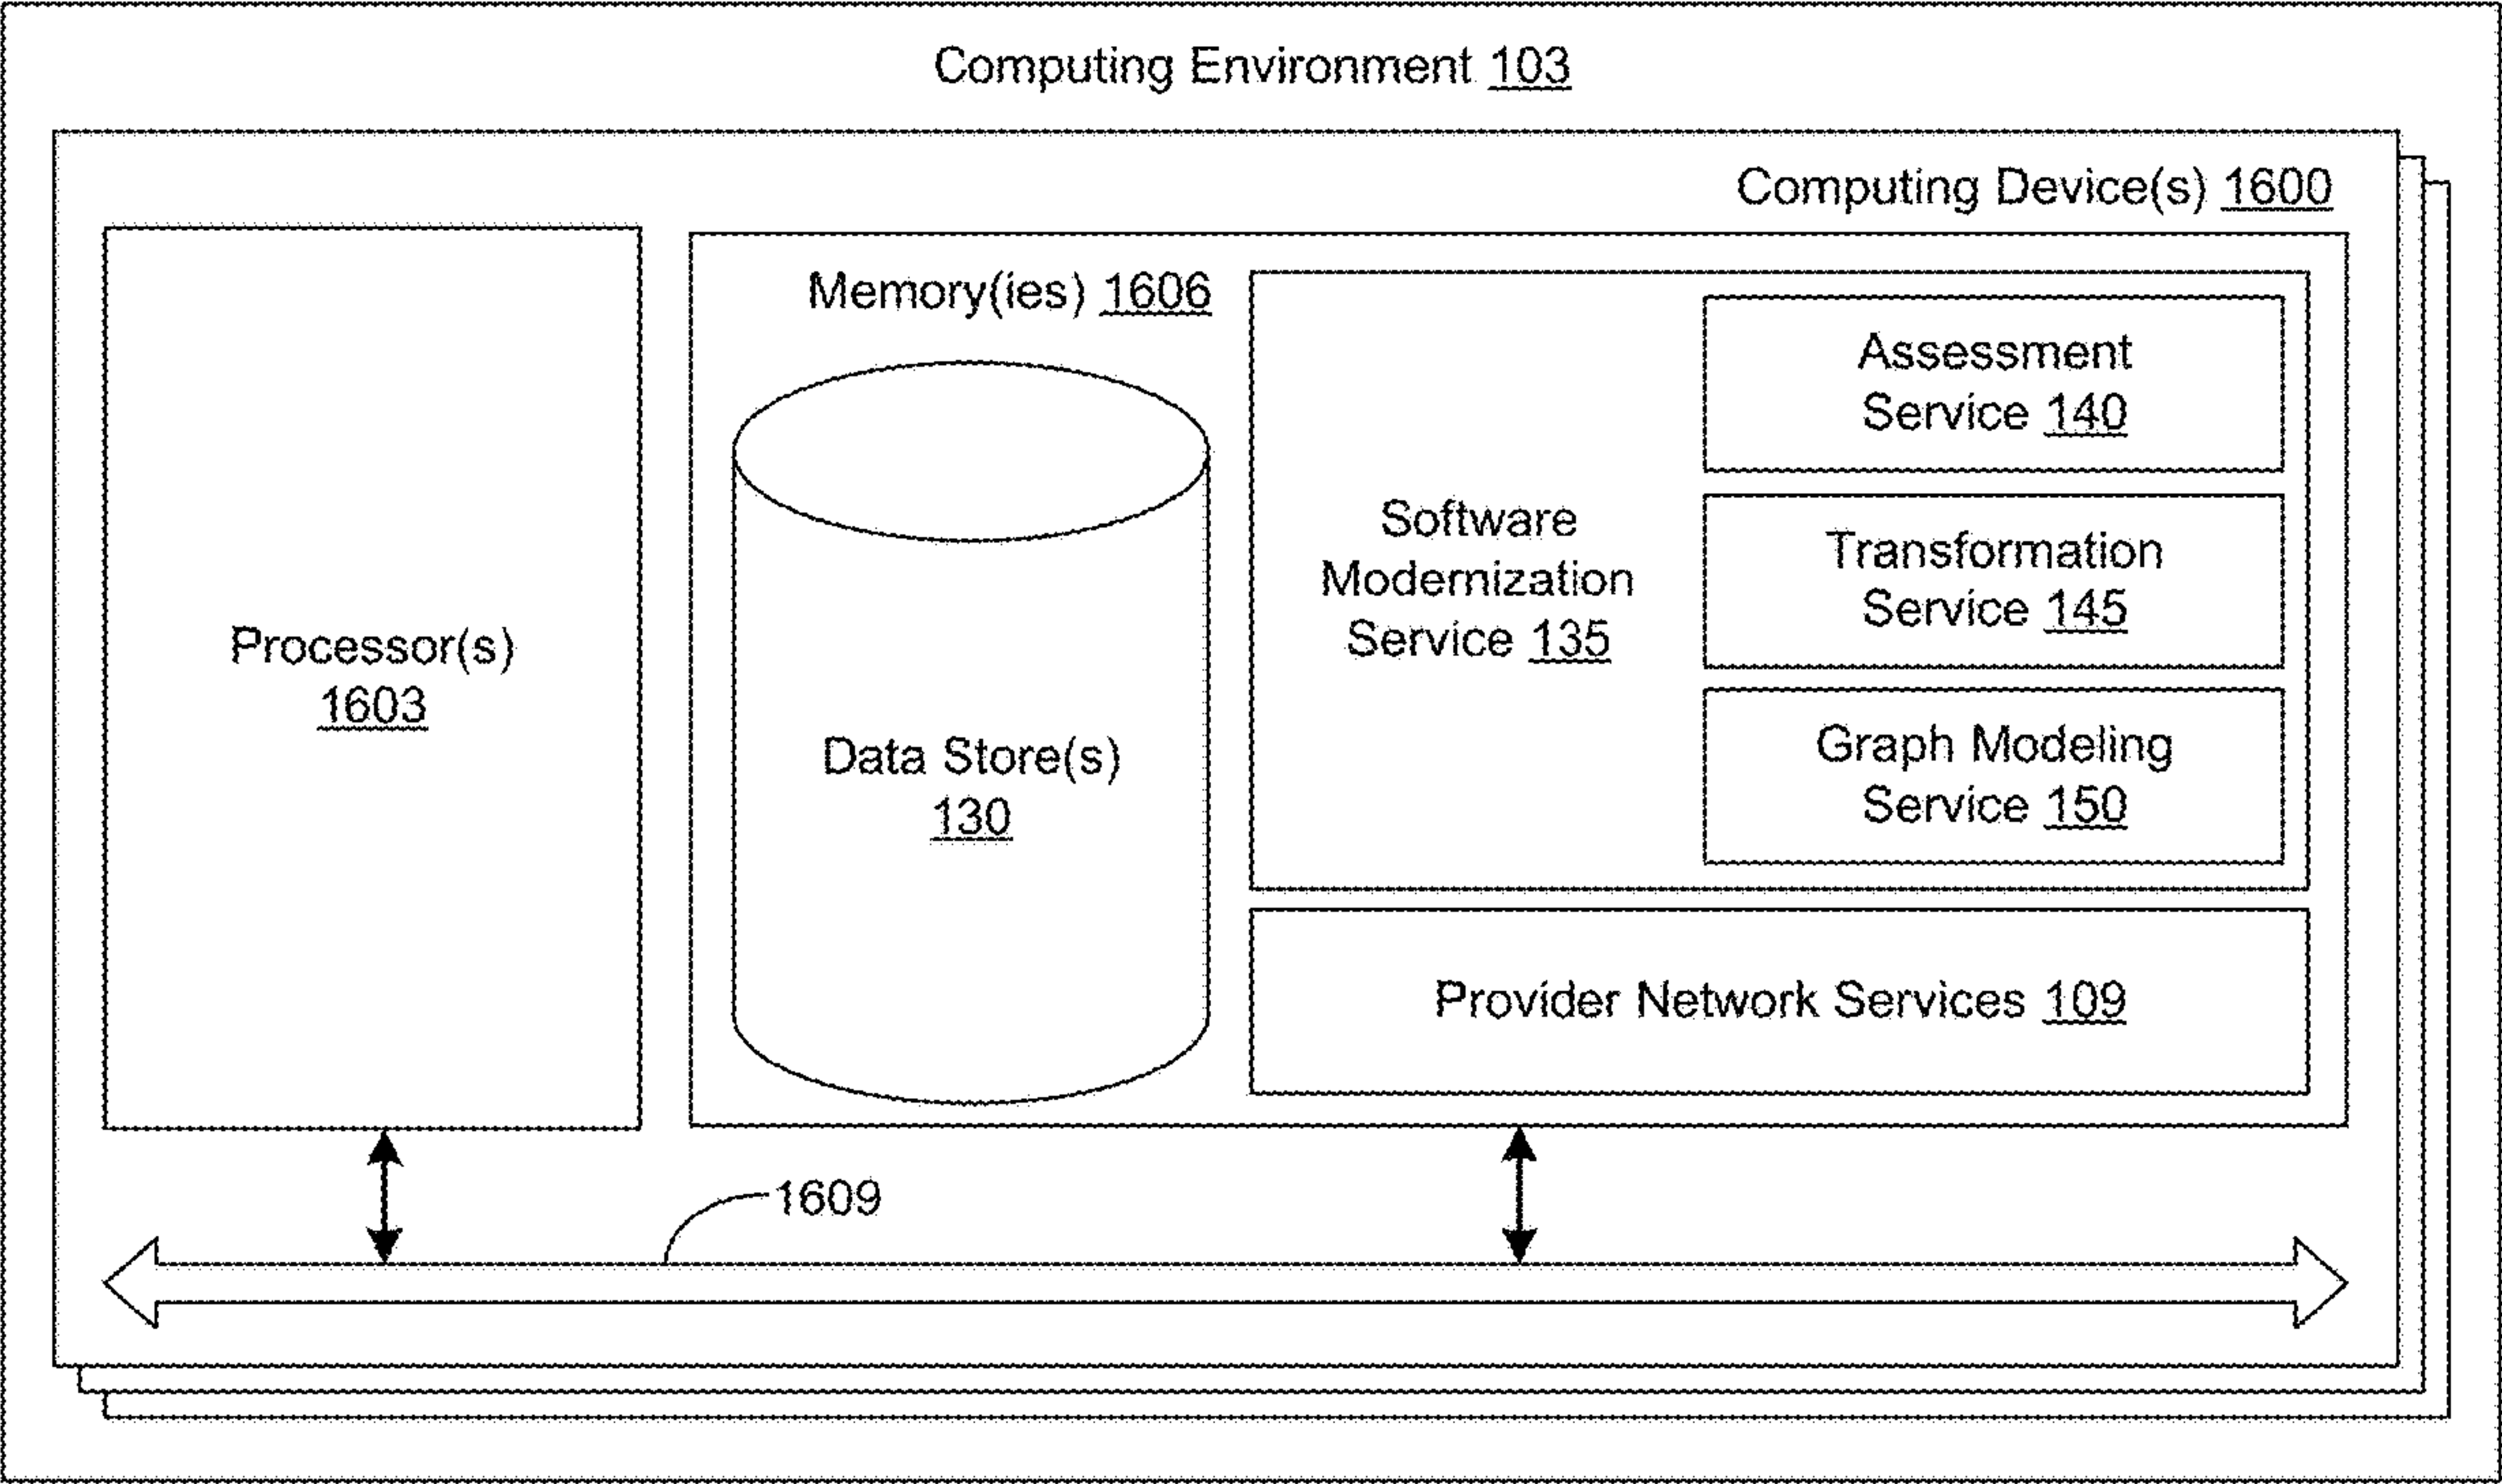 Computing Environment 103
Computing Device(s) 1600
Processor(s)
1603
Memory(ies) 1606
Data Store(s)
130
Software
Modernization
Service 135
Assessment
Service 140
Transformation
Service 145
Graph Modeling
Service 150
Provider Network Services 109
1609